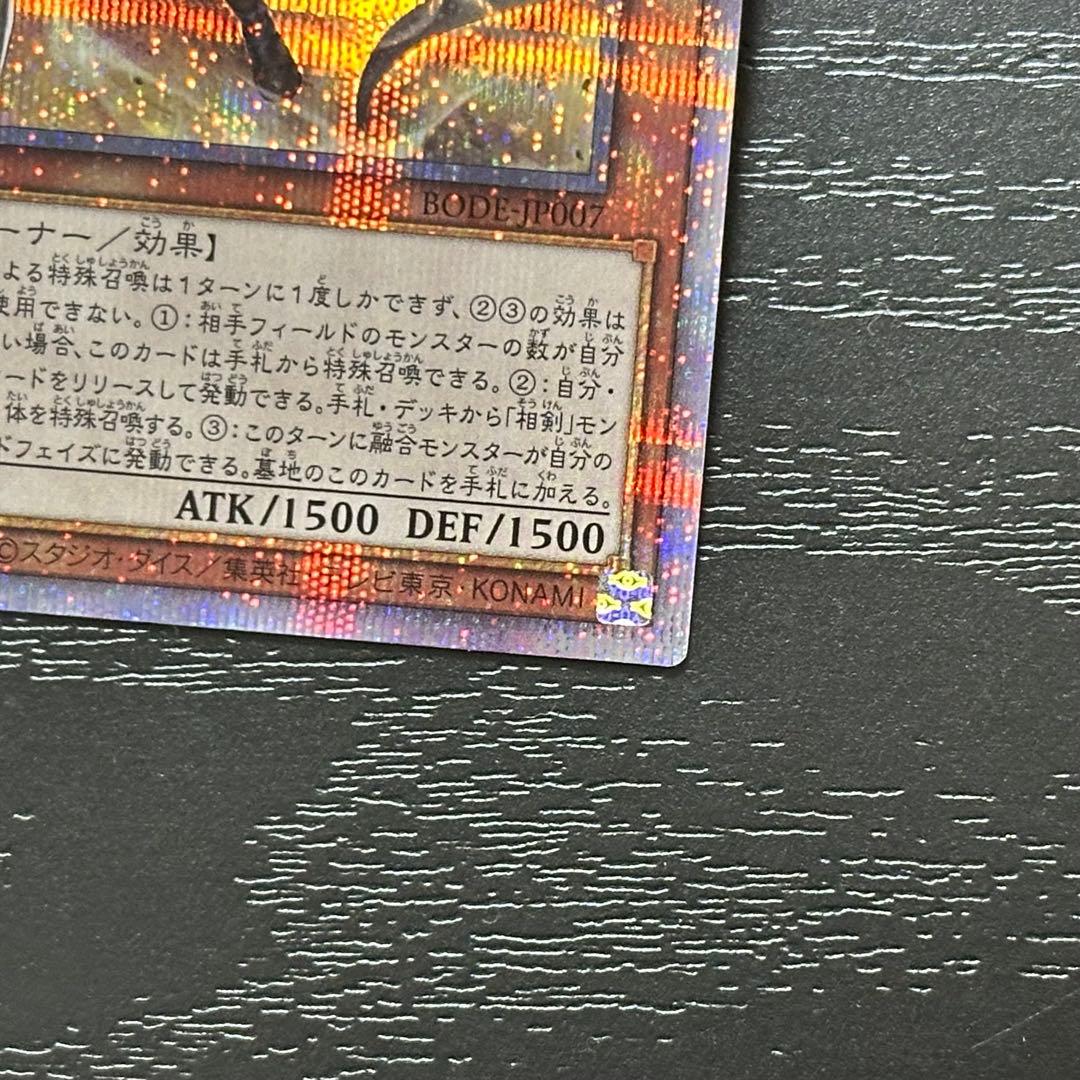 BODE-JP007
ーナー／効果】
よる特殊召喚は1ターンに1度しかできず、②③の効果は
使用できない。①：相手フィールドのモンスターの数が自分
い場合、このカードは手札から特殊召喚できる。②：自分・
ードをリリースして発動できる。手札・デッキから「相剣」モン
体を特殊召喚する。③：このターンに融合モンスターが自分の
ドフェイズに発動できる。墓地のこのカードを手札に加える。
ATK/1500 DEF/1500
©スタジオ・ダイス／集英社・テレビ東京・KONAMI